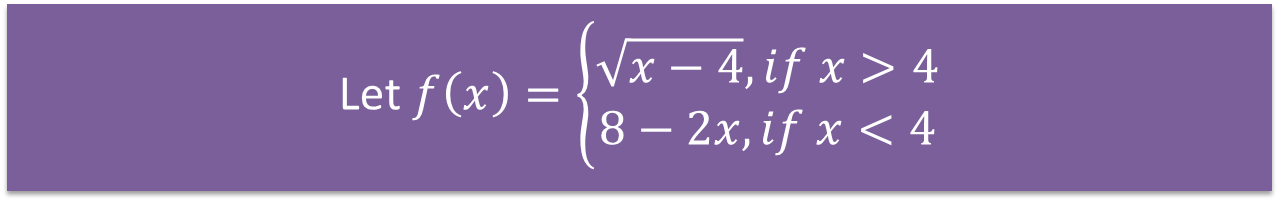 Let f(x) = {√(x − 4), if x > 4
8 − 2x, if x < 4